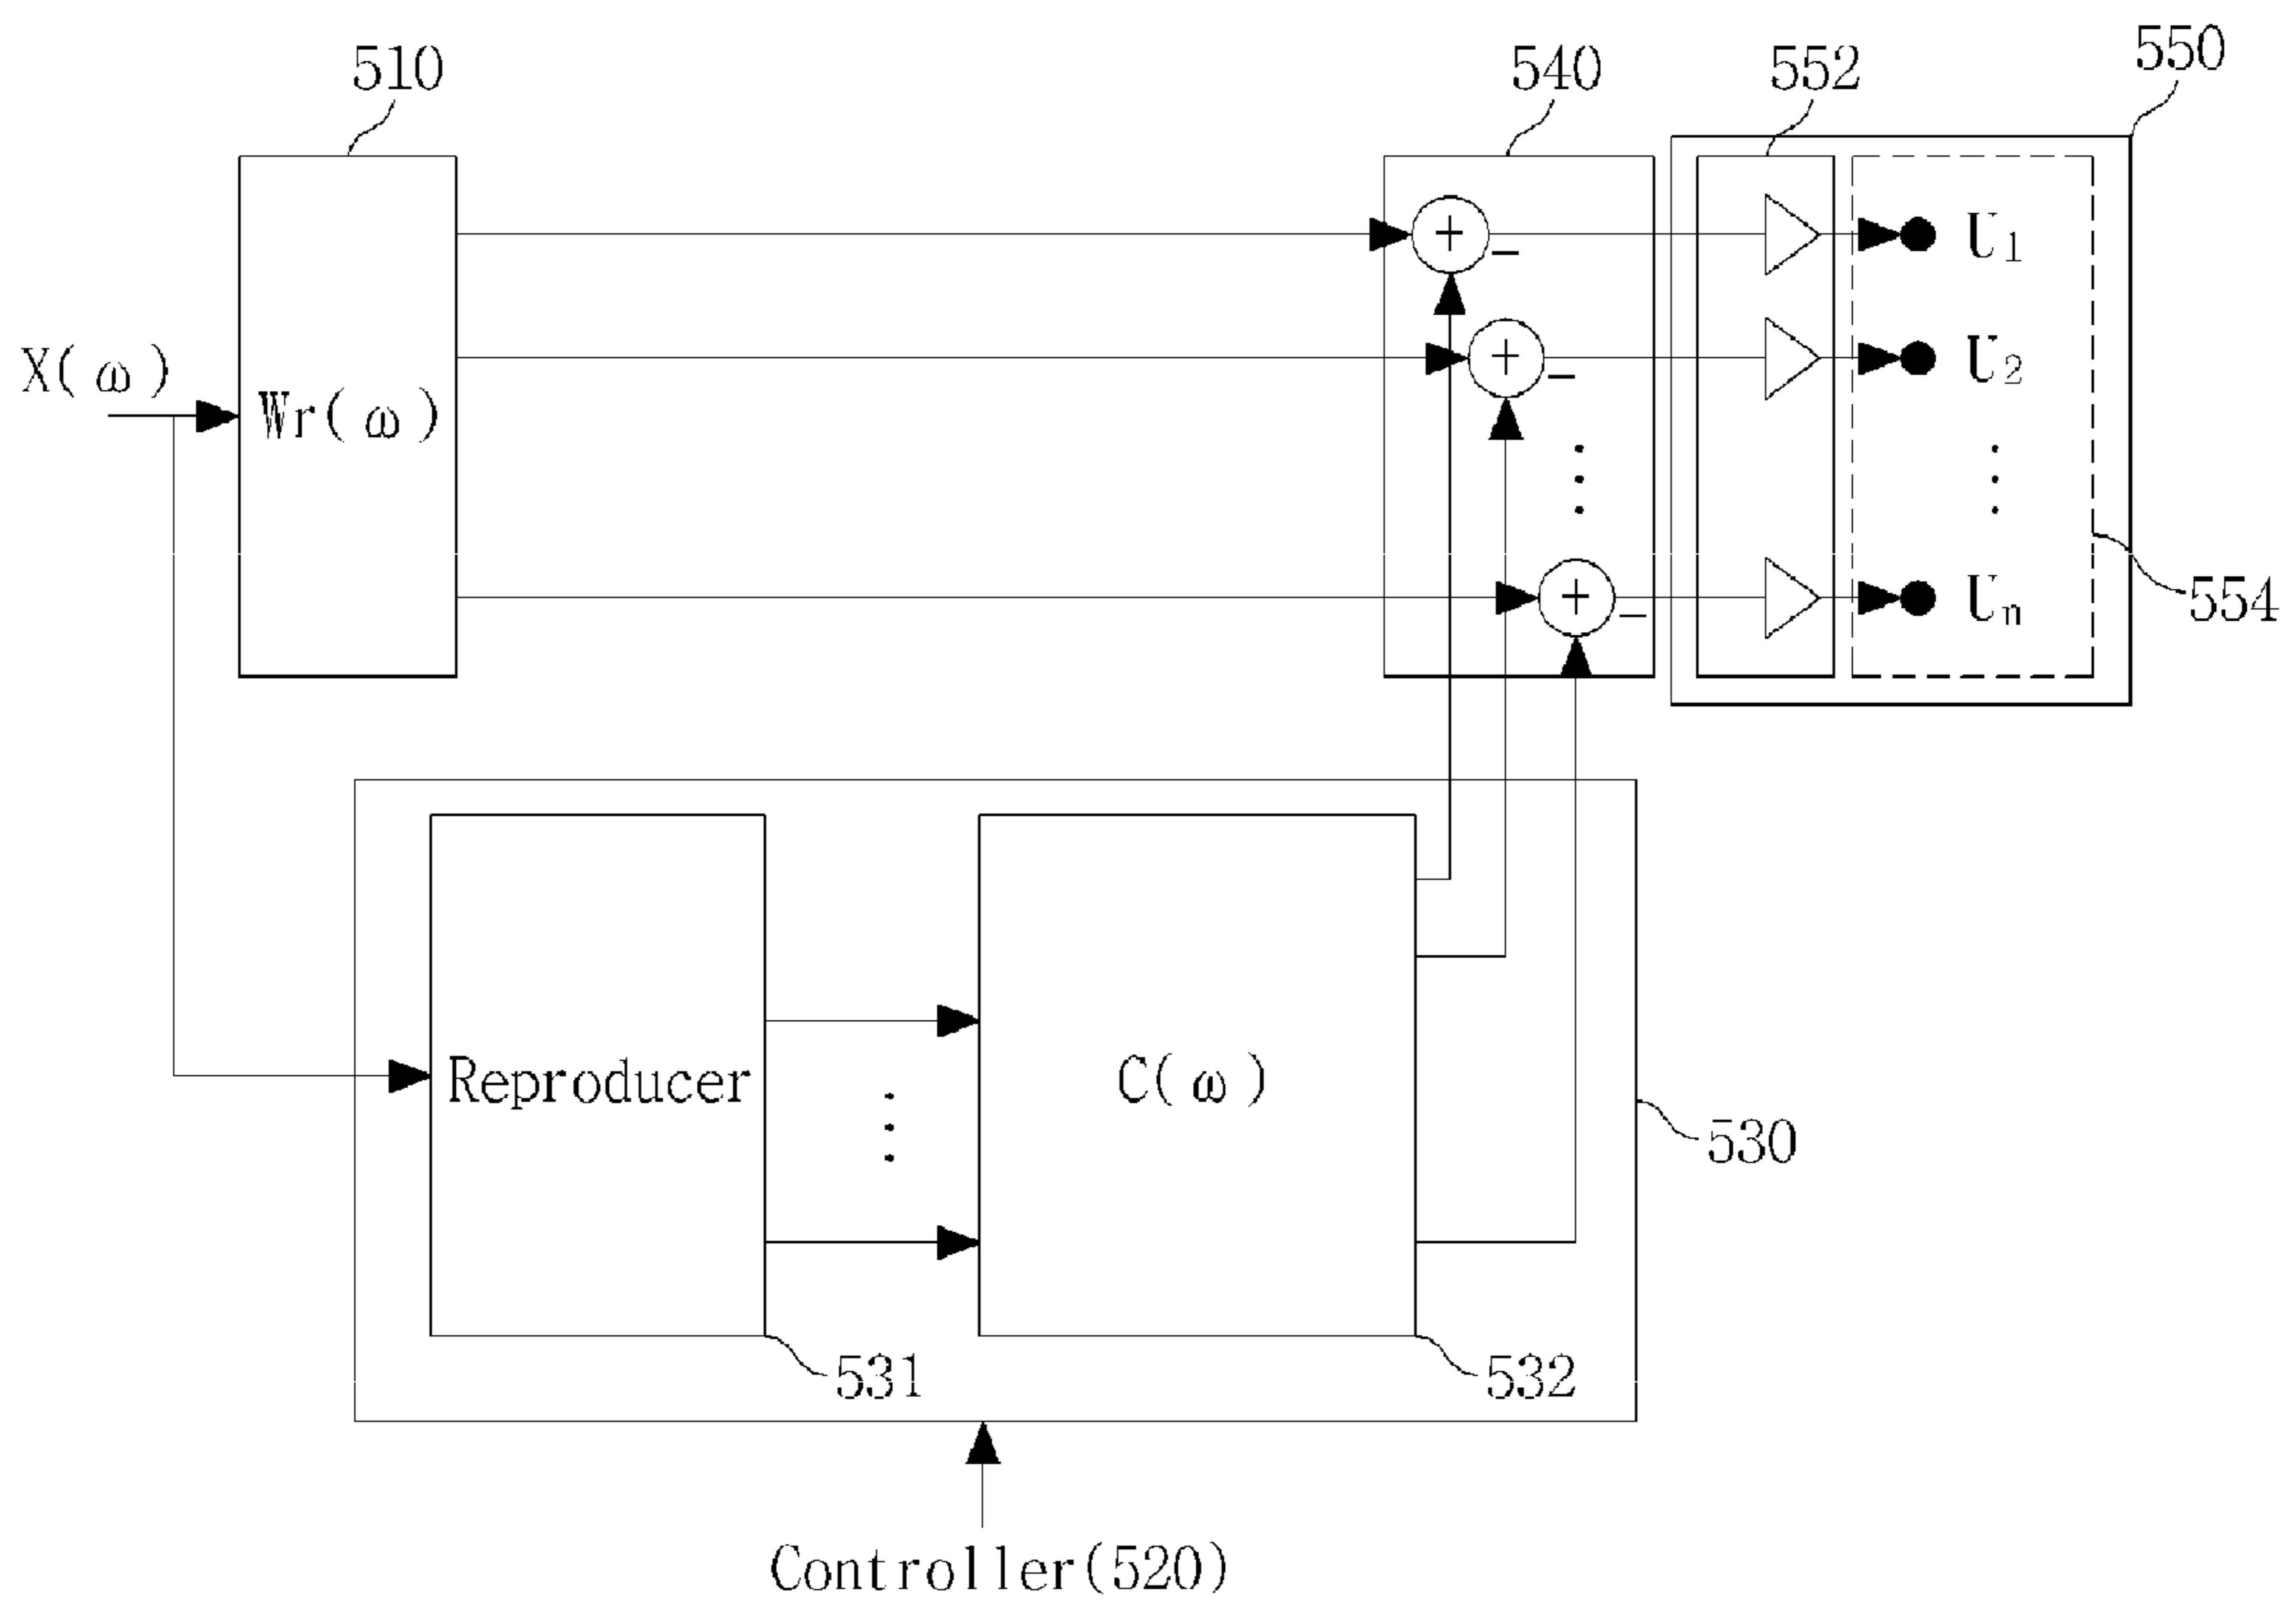 510
540
552
550
X(ω)
Wr(ω)
+
-
+
-
+
-
U1
U2
Un
554
Reproducer
C(ω)
530
531
532
Controller(520)